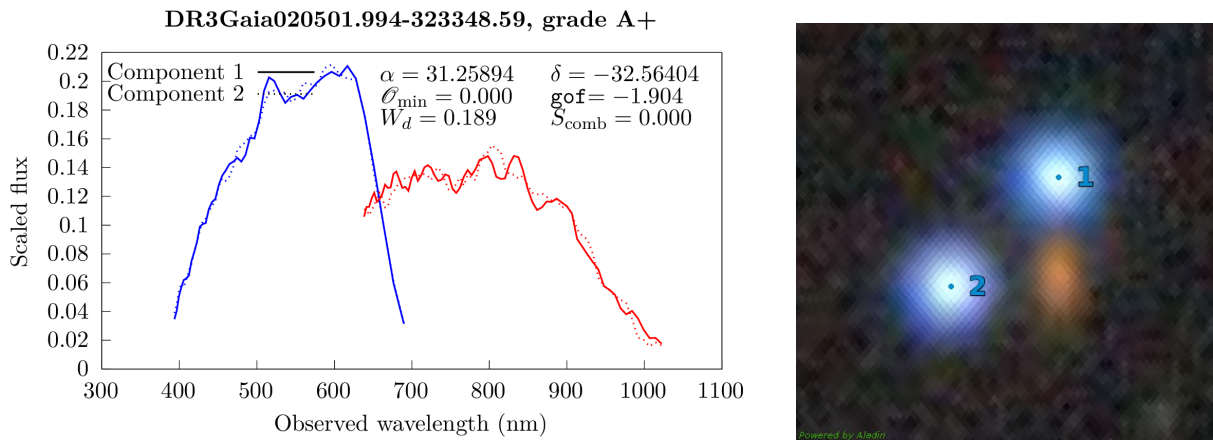 DR3Gaia020501.994-323348.59, grade A+
Scaled flux
0.22
0.2
0.18
0.16
0.14
0.12
0.1
0.08
0.06
0.04
0.02
0
Component 1
Component 2
α = 31.25894 δ = −32.56404
𝒪min = 0.000 gof= −1.904
Wd = 0.189 Scomb = 0.000
300 400 500 600 700 800 900 1000 1100
Observed wavelength (nm)
1
2
Powered by Aladin